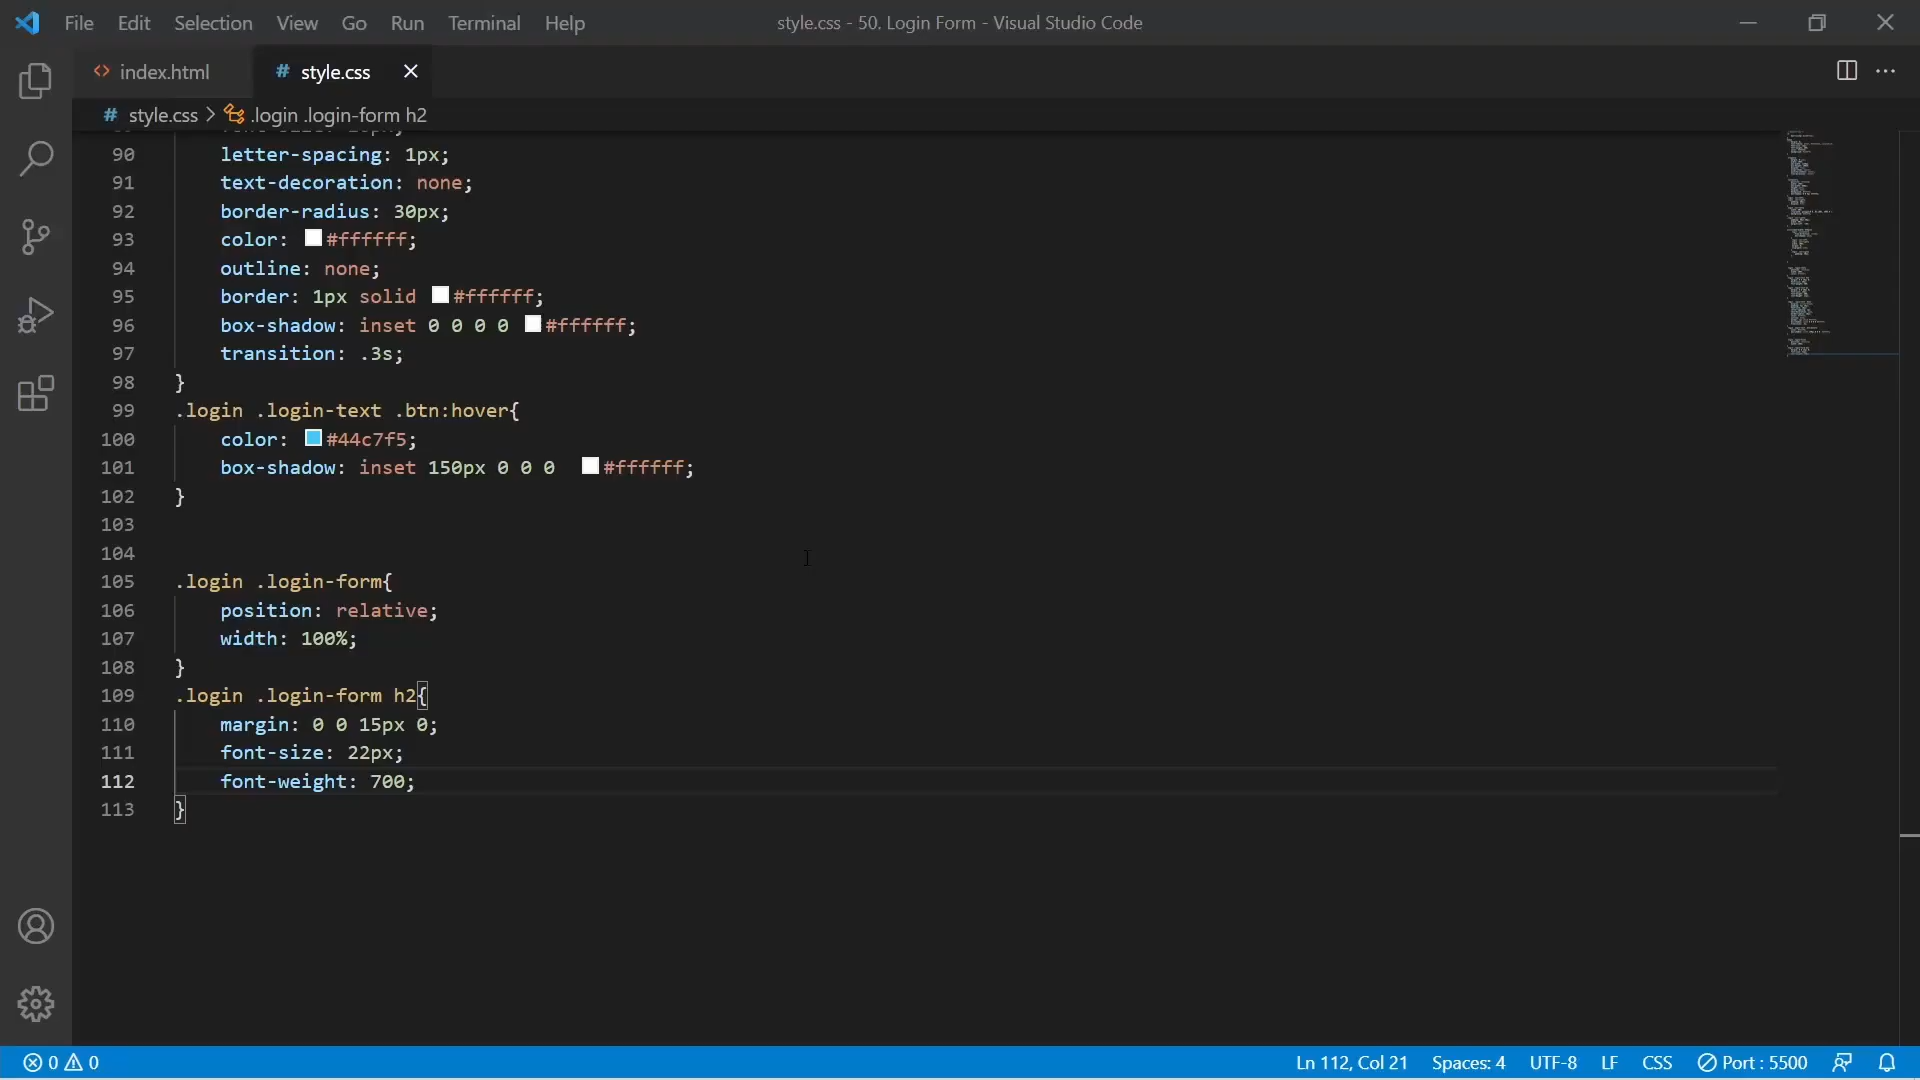 File Edit Selection View Go Run Terminal Help style.css - 50. Login Form - Visual Studio Code
index.html # style.css
# style.css > .login .login-form h2
90 letter-spacing: 1px;
91 text-decoration: none;
92 border-radius: 30px;
93 color: #ffffff;
94 outline: none;
95 border: 1px solid #ffffff;
96 box-shadow: inset 0 0 0 0 #ffffff;
97 transition: .3s;
98 }
99 .login .login-text .btn:hover{
100 color: #44c7f5;
101 box-shadow: inset 150px 0 0 0  #ffffff;
102 }
103
104
105 .login .login-form{
106 position: relative;
107 width: 100%;
108 }
109 .login .login-form h2{
110 margin: 0 0 15px 0;
111 font-size: 22px;
112 font-weight: 700;
113 }
0 0 Ln 112, Col 21 Spaces: 4 UTF-8 LF CSS Port : 5500